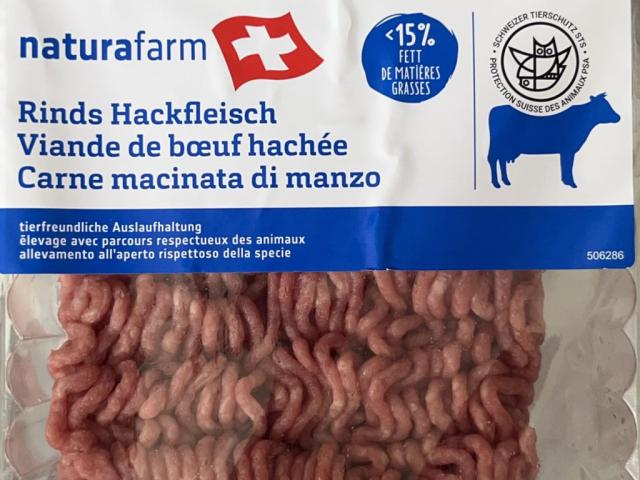 naturafarm
<15%
FETT
DE MATIÈRES
GRASSES
SCHWEIZER TIERSCHUTZ STS • PROTECTION SUISSE DES ANIMAUX PSA •
Rinds Hackfleisch
Viande de bœuf hachée
Carne macinata di manzo
tierfreundliche Auslaufhaltung
élevage avec parcours respectueux des animaux
allevamento all'aperto rispettoso della specie
506286